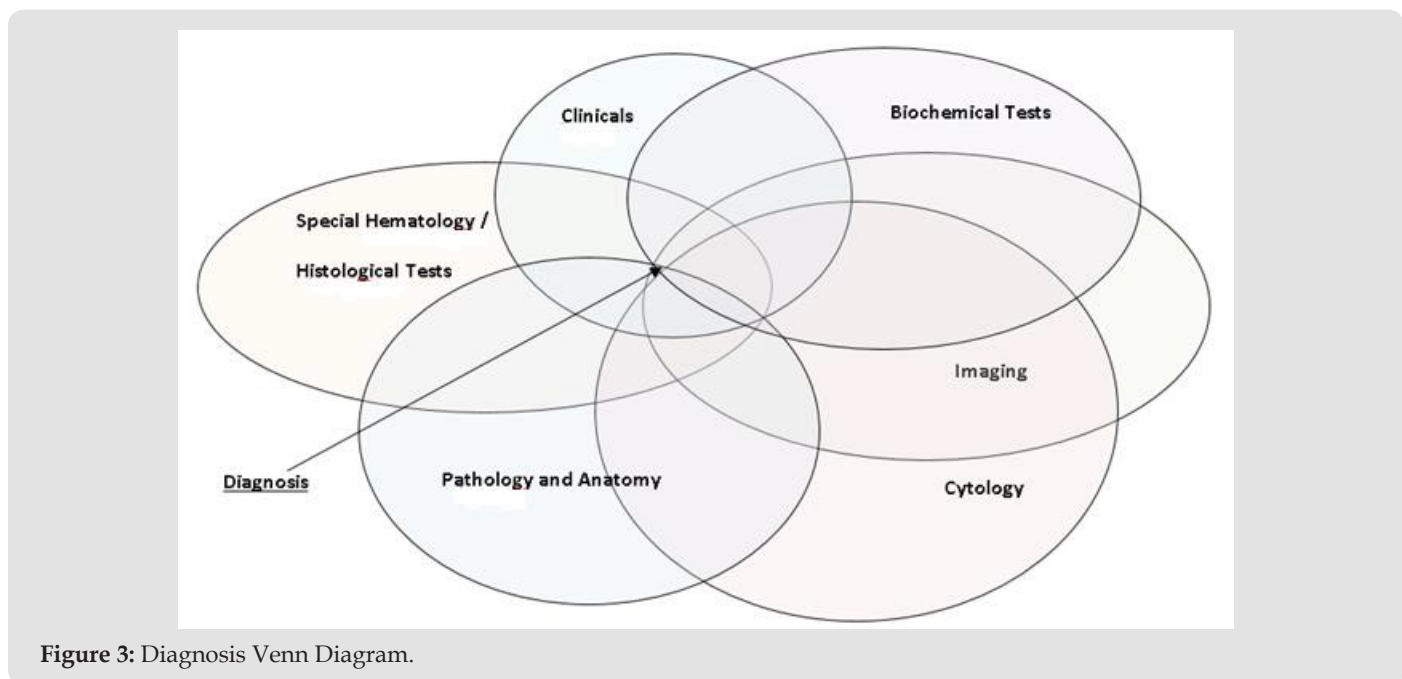 Clinicals
Biochemical Tests
Special Hematology /
Histological Tests
Imaging
Diagnosis
Pathology and Anatomy
Cytology
Figure 3: Diagnosis Venn Diagram.